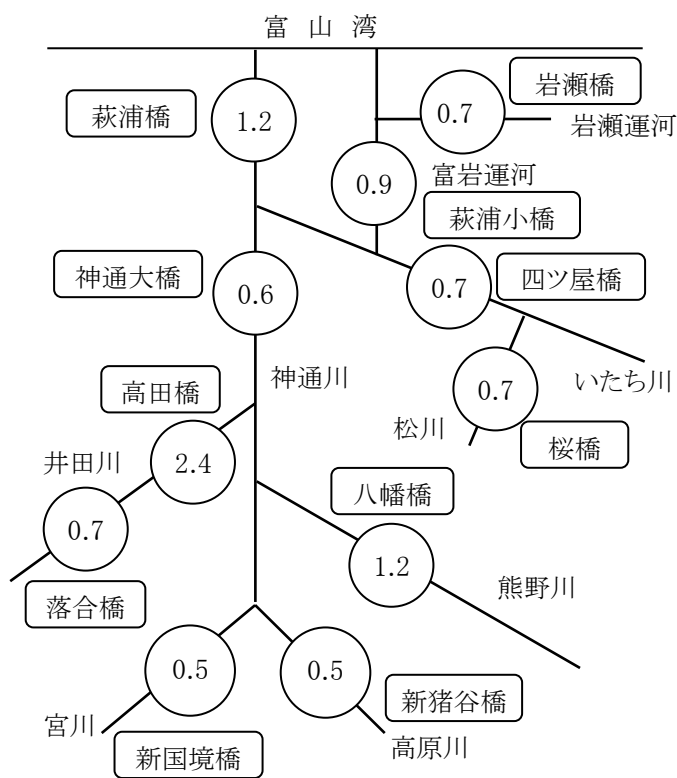 富山湾
岩瀬橋
萩浦橋
1.2
0.7
岩瀬運河
0.9
富岩運河
萩浦小橋
神通大橋
0.6
0.7
四ツ屋橋
高田橋
神通川
0.7
いたち川
松川
桜橋
井田川
2.4
八幡橋
0.7
1.2
熊野川
落合橋
0.5
0.5
新猪谷橋
宮川
新国境橋
高原川